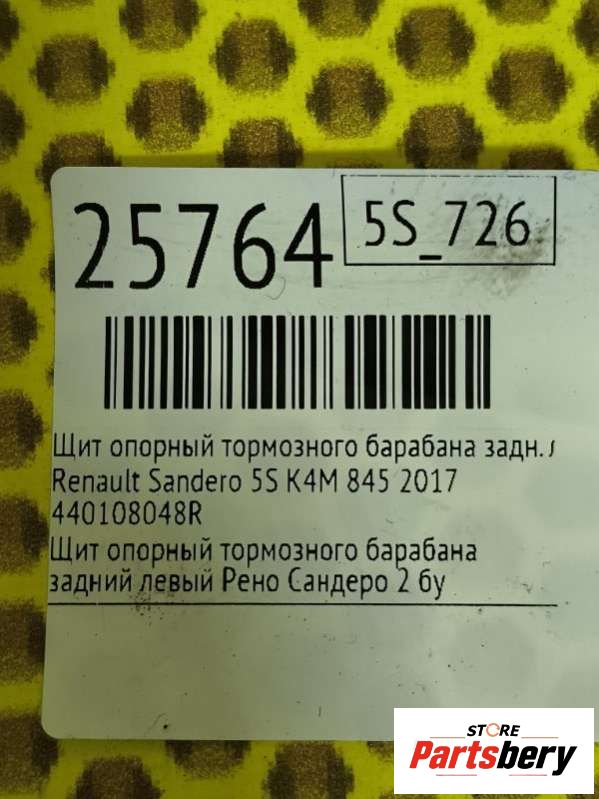 25764
5S_726
Щит опорный тормозного барабана задн.
Renault Sandero 5S K4M 845 2017
440108048R
Щит опорный тормозного барабана
задний левый Рено Сандеро 2 бу
STORE
Partsbery